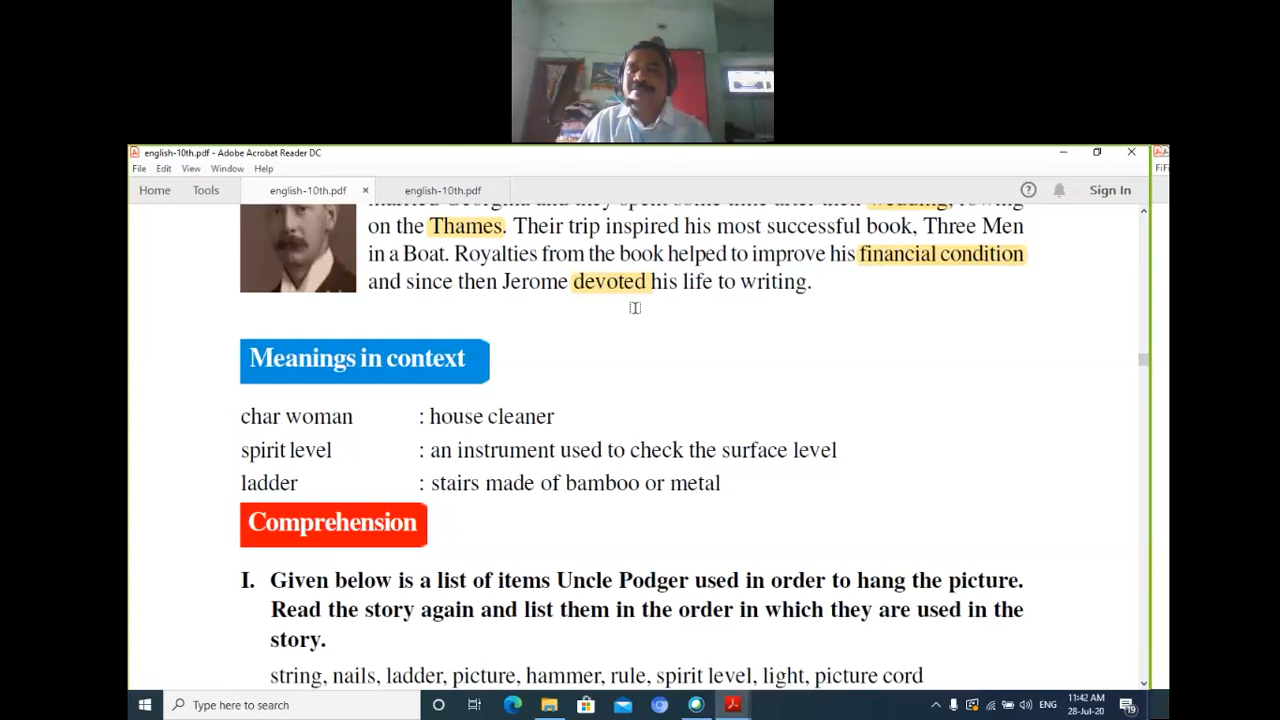 english-10th.pdf - Adobe Acrobat Reader DC
File Edit View Window Help
Home Tools english-10th.pdf × english-10th.pdf Sign In
on the Thames. Their trip inspired his most successful book, Three Men
in a Boat. Royalties from the book helped to improve his financial condition
and since then Jerome devoted his life to writing.
Meanings in context
char woman : house cleaner
spirit level : an instrument used to check the surface level
ladder : stairs made of bamboo or metal
Comprehension
I. Given below is a list of items Uncle Podger used in order to hang the picture.
Read the story again and list them in the order in which they are used in the
story.
string, nails, ladder, picture, hammer, rule, spirit level, light, picture cord
Type here to search
ENG
11:42 AM
28-Jul-20
19